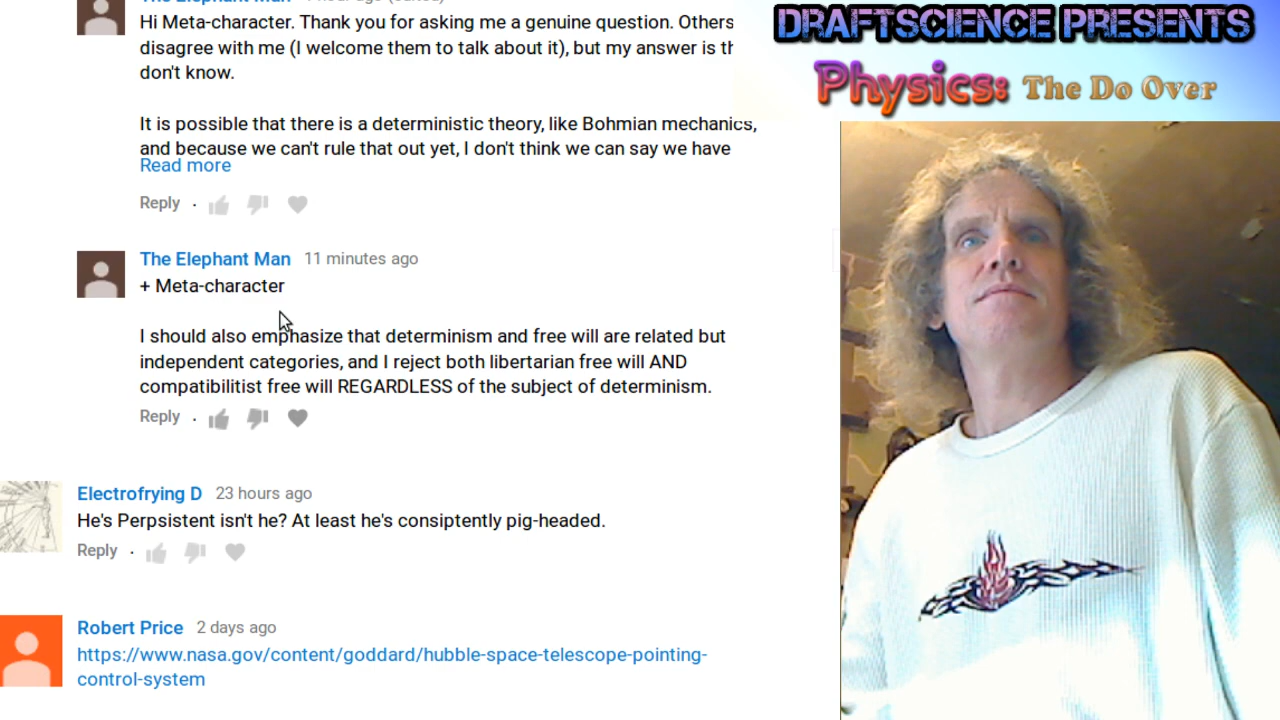 DRAFTSCIENCE PRESENTS
Physics: The Do Over
The Elephant Man
Hi Meta-character. Thank you for asking me a genuine question. Others
disagree with me (I welcome them to talk about it), but my answer is th
don't know.
It is possible that there is a deterministic theory, like Bohmian mechanics,
and because we can't rule that out yet, I don't think we can say we have
Read more
Reply
The Elephant Man 11 minutes ago
+ Meta-character
I should also emphasize that determinism and free will are related but
independent categories, and I reject both libertarian free will AND
compatibilitist free will REGARDLESS of the subject of determinism.
Reply
Electrofrying D 23 hours ago
He's Perpsistent isn't he? At least he's consiptently pig-headed.
Reply
Robert Price 2 days ago
https://www.nasa.gov/content/goddard/hubble-space-telescope-pointing-
control-system